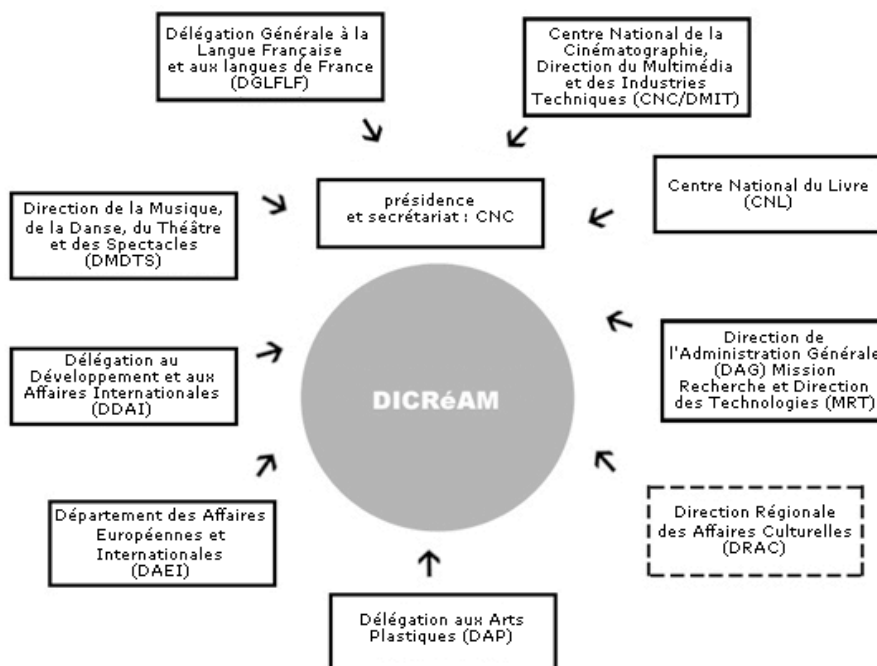 Délégation Générale à la
Langue Française
et aux langues de France
(DGLFLF)
Centre National de la
Cinématographie,
Direction du Multimédia
et des Industries
Techniques (CNC/DMIT)
Direction de la Musique,
de la Danse, du Théâtre
et des Spectacles
(DMDTS)
présidence
et secrétariat : CNC
Centre National du Livre
(CNL)
Délégation au
Développement et aux
Affaires Internationales
(DDAI)
DICRéAM
Direction de
l'Administration Générale
(DAG) Mission
Recherche et Direction
des Technologies (MRT)
Département des Affaires
Européennes et
Internationales
(DAEI)
Direction Régionale
des Affaires Culturelles
(DRAC)
Délégation aux Arts
Plastiques (DAP)